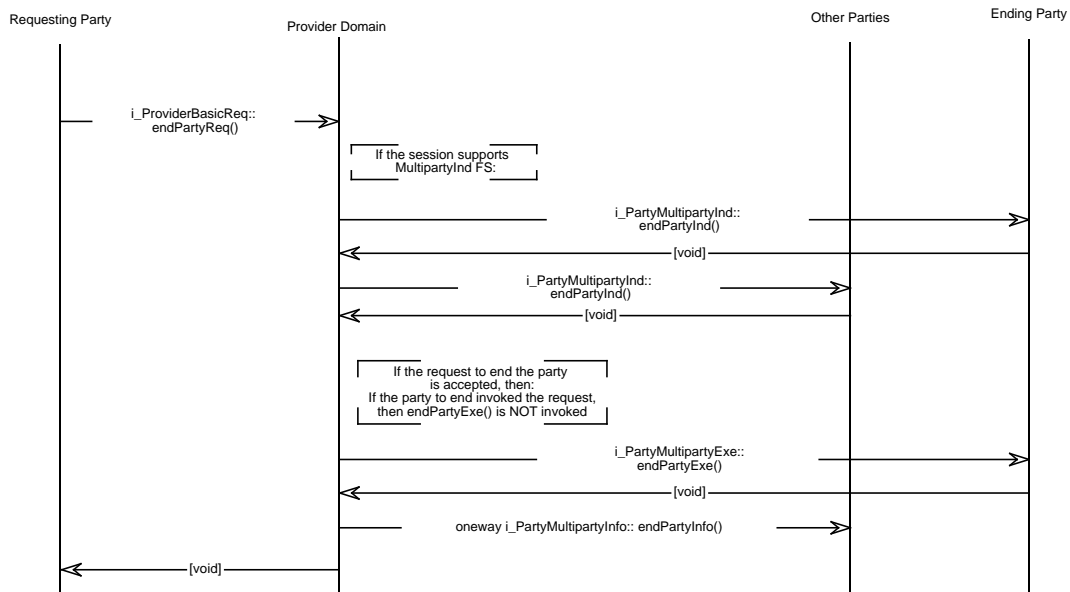 Requesting Party
Provider Domain
Other Parties
Ending Party
i_ProviderBasicReq::
endPartyReq()
If the session supports
MultipartyInd FS:
i_PartyMultipartyInd::
endPartyInd()
[void]
i_PartyMultipartyInd::
endPartyInd()
[void]
If the request to end the party
is accepted, then:
If the party to end invoked the request,
then endPartyExe() is NOT invoked
i_PartyMultipartyExe::
endPartyExe()
[void]
oneway i_PartyMultipartyInfo:: endPartyInfo()
[void]